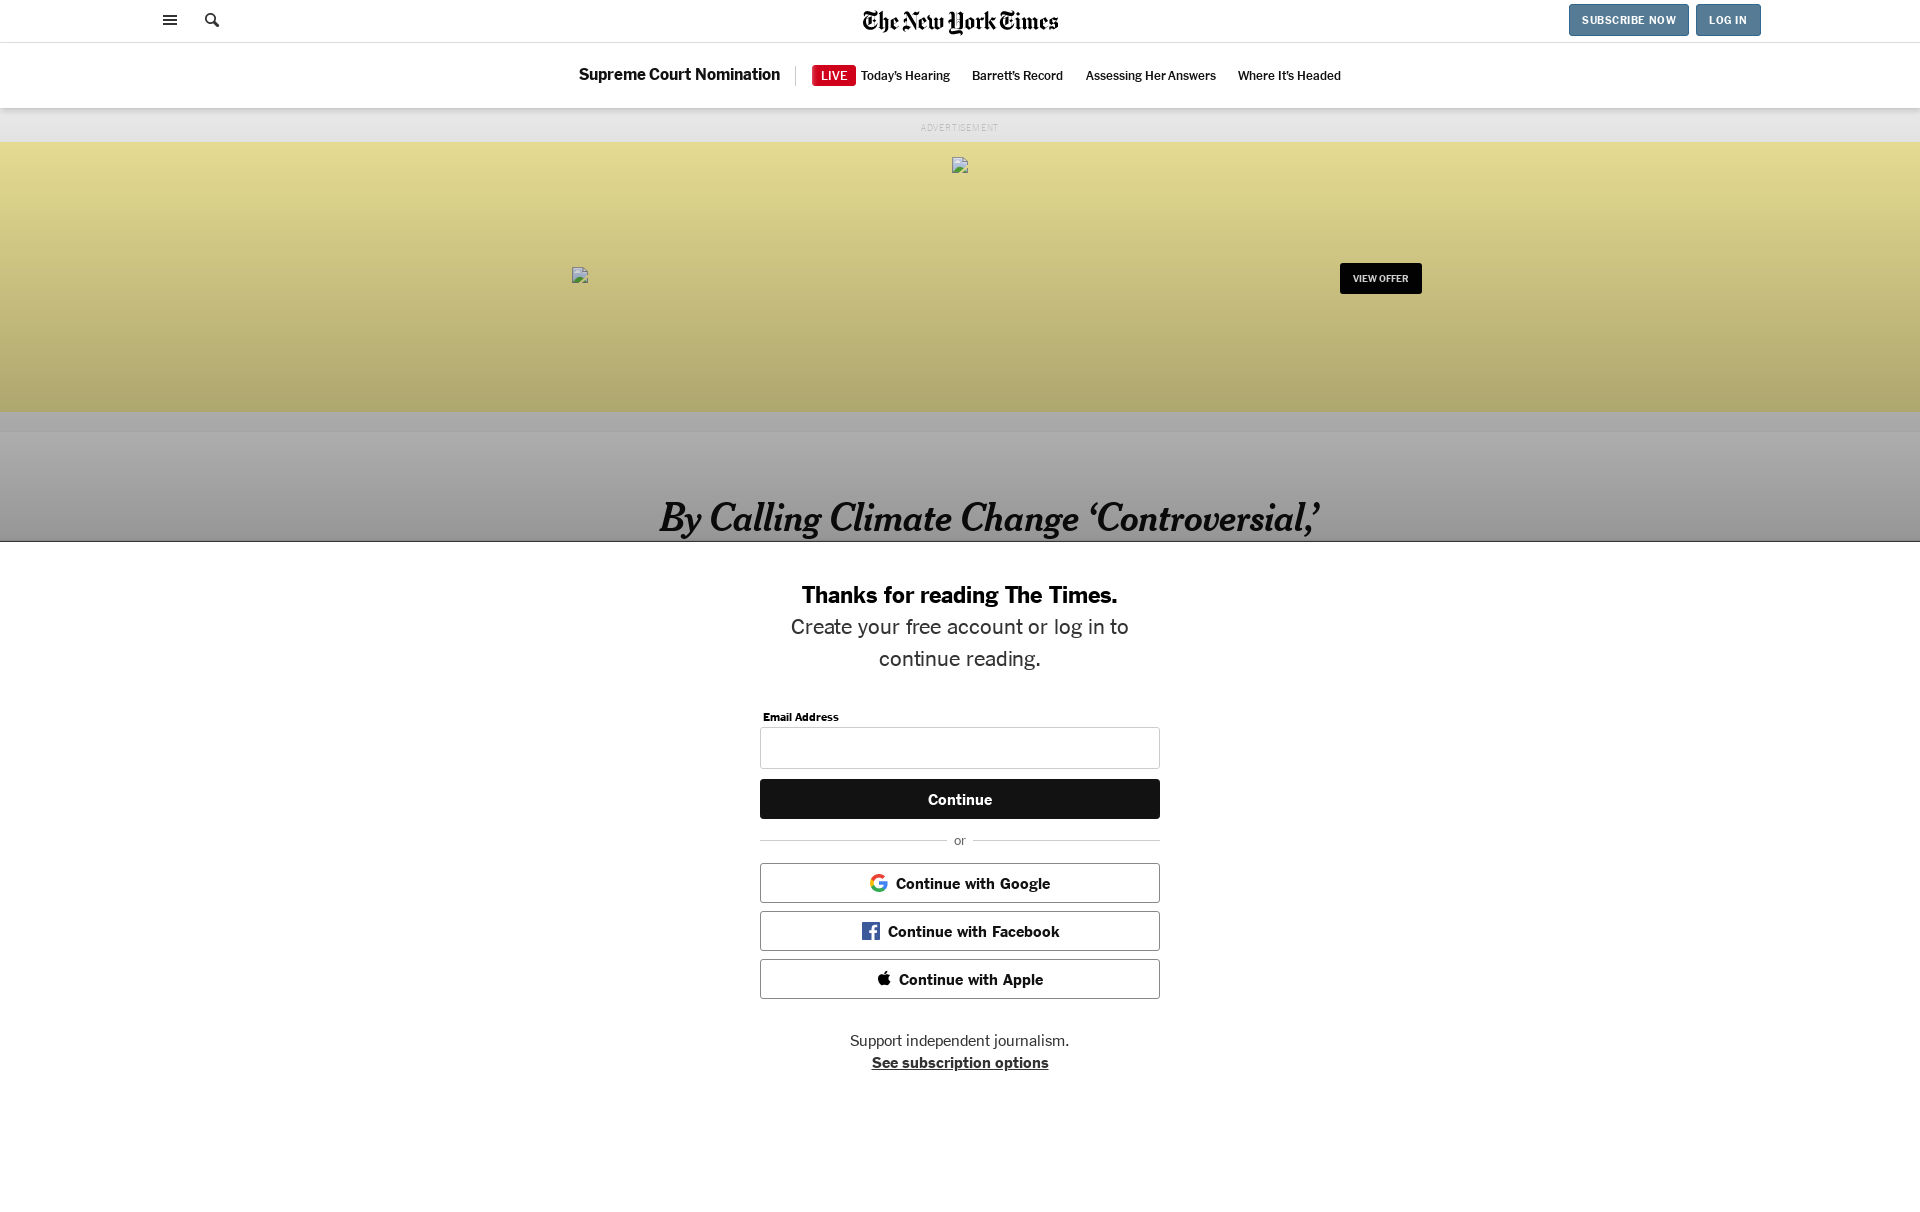 The New York Times
SUBSCRIBE NOW
LOG IN
Supreme Court Nomination
LIVE Today's Hearing
Barrett's Record
Assessing Her Answers
Where It's Headed
ADVERTISEMENT
VIEW OFFER
By Calling Climate Change ‘Controversial,’
Thanks for reading The Times.
Create your free account or log in to
continue reading.
Email Address
Continue
or
Continue with Google
Continue with Facebook
Continue with Apple
Support independent journalism.
See subscription options